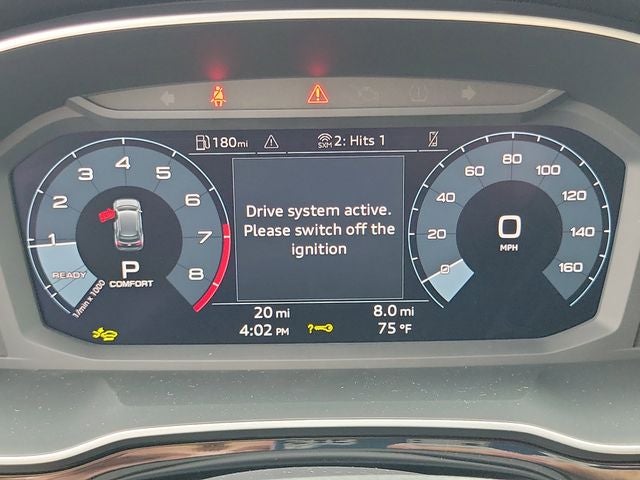 180mi
SXM 2: Hits 1
4
3
5
2
6
1
7
8
READY
1/min x 1000
P
COMFORT
Drive system active.
Please switch off the
ignition
80
60
100
40
120
20
140
0
160
0
MPH
20 mi
8.0 mi
4:02 PM
?
75 °F